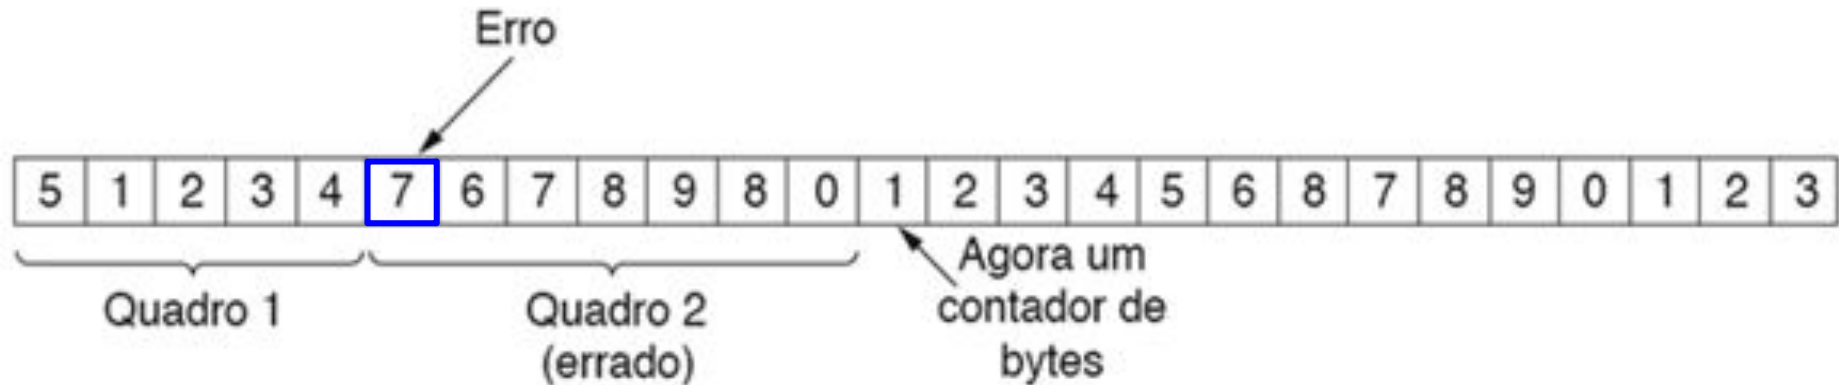 Erro
5 1 2 3 4 7 6 7 8 9 8 0 1 2 3 4 5 6 8 7 8 9 0 1 2 3
Quadro 1
Quadro 2
(errado)
Agora um
contador de
bytes